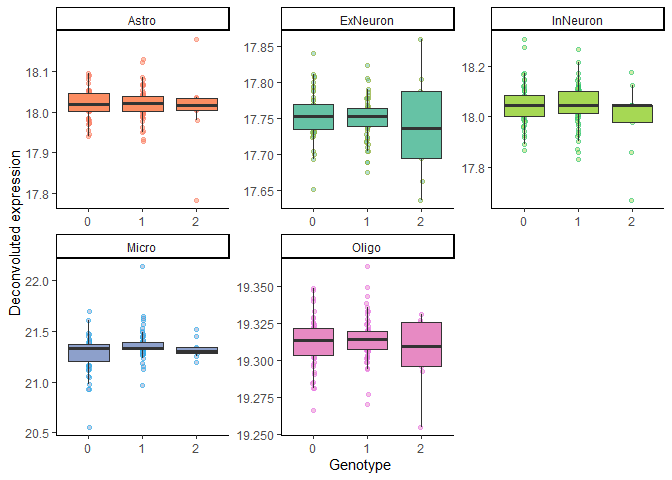 Astro
ExNeuron
InNeuron
18.1
18.0
17.9
17.8
17.85
17.80
17.75
17.70
17.65
18.2
18.0
17.8
0 1 2
0 1 2
0 1 2
Deconvoluted expression
Micro
Oligo
22.0
21.5
21.0
20.5
19.350
19.325
19.300
19.275
19.250
0 1 2
0 1 2
Genotype